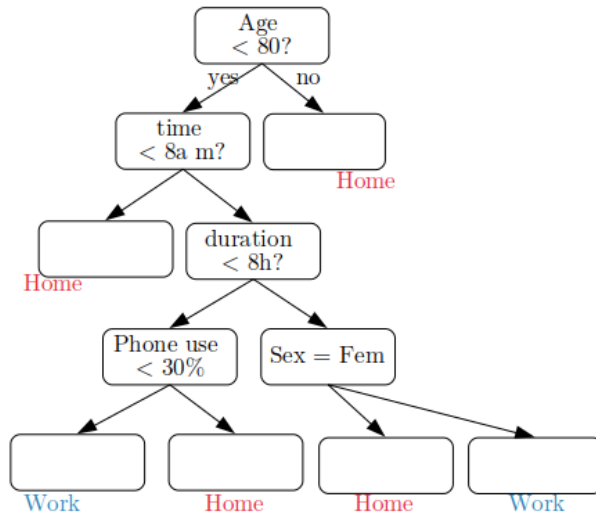 Age
< 80?
yes
no
time
< 8a m?
Home
Home
duration
< 8h?
Phone use
< 30%
Sex = Fem
Work
Home
Home
Work